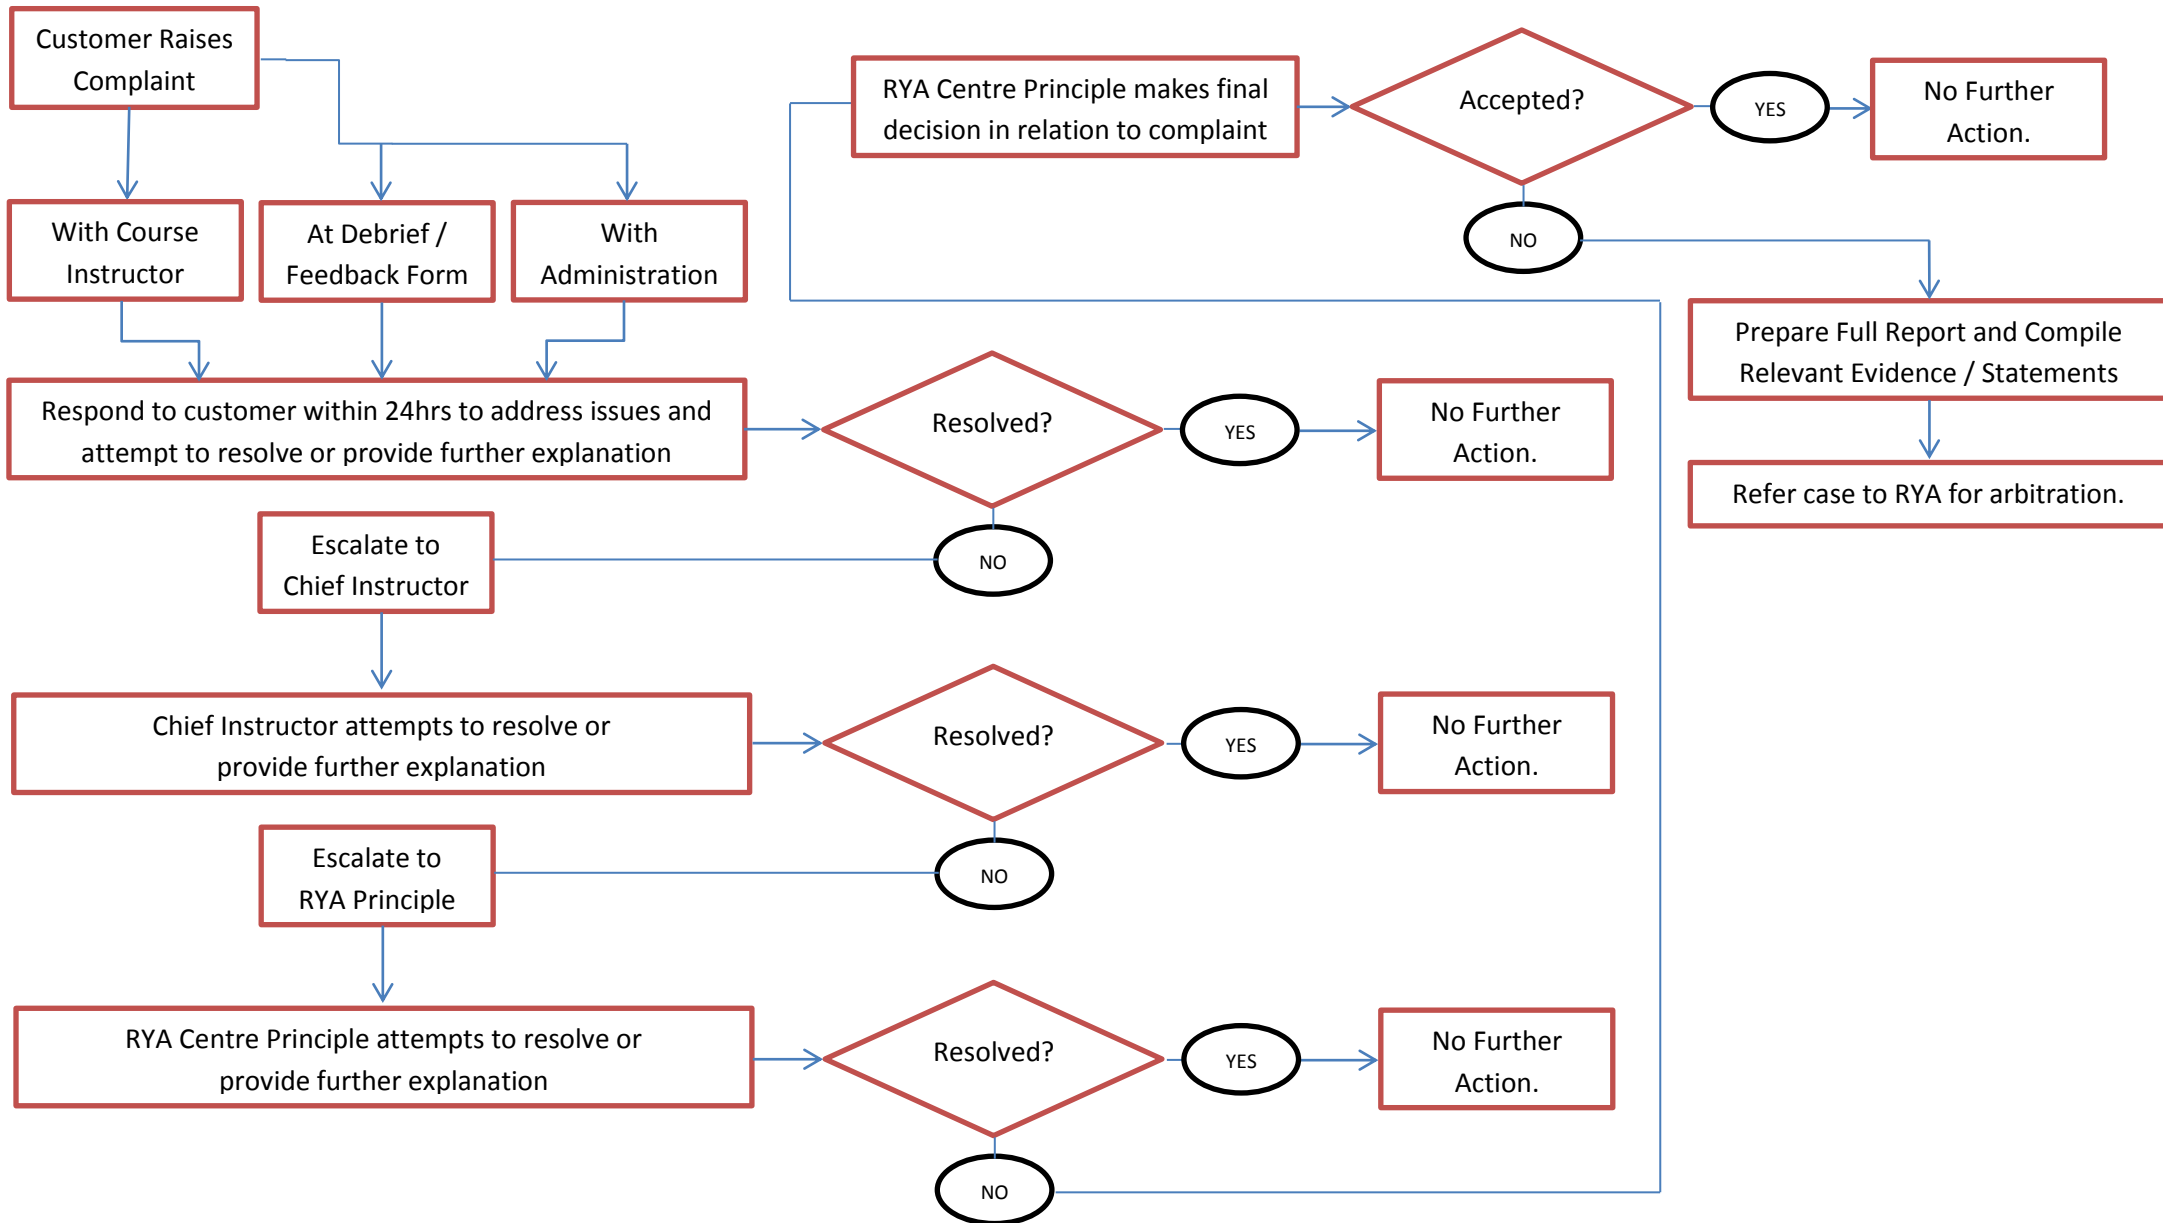 Customer Raises
Complaint
With Course
Instructor
At Debrief /
Feedback Form
With
Administration
Respond to customer within 24hrs to address issues and
attempt to resolve or provide further explanation
Resolved?
YES
No Further
Action.
NO
Escalate to
Chief Instructor
Chief Instructor attempts to resolve or
provide further explanation
Resolved?
YES
No Further
Action.
NO
Escalate to
RYA Principle
RYA Centre Principle attempts to resolve or
provide further explanation
Resolved?
YES
No Further
Action.
NO
RYA Centre Principle makes final
decision in relation to complaint
Accepted?
YES
No Further
Action.
NO
Prepare Full Report and Compile
Relevant Evidence / Statements
Refer case to RYA for arbitration.